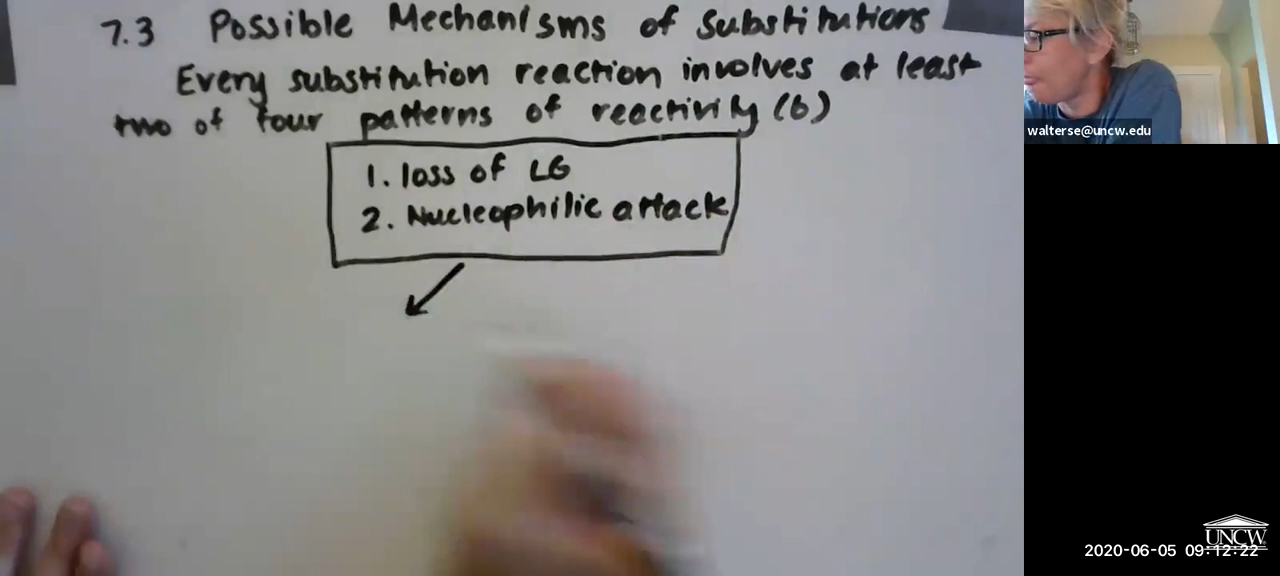 7.3 Possible Mechanisms of Substitutions
Every substitution reaction involves at least
two of four patterns of reactivity (6)
1. loss of LG
2. Nucleophilic attack
walterse@uncw.edu
UNCW
2020-06-05 09:12:22